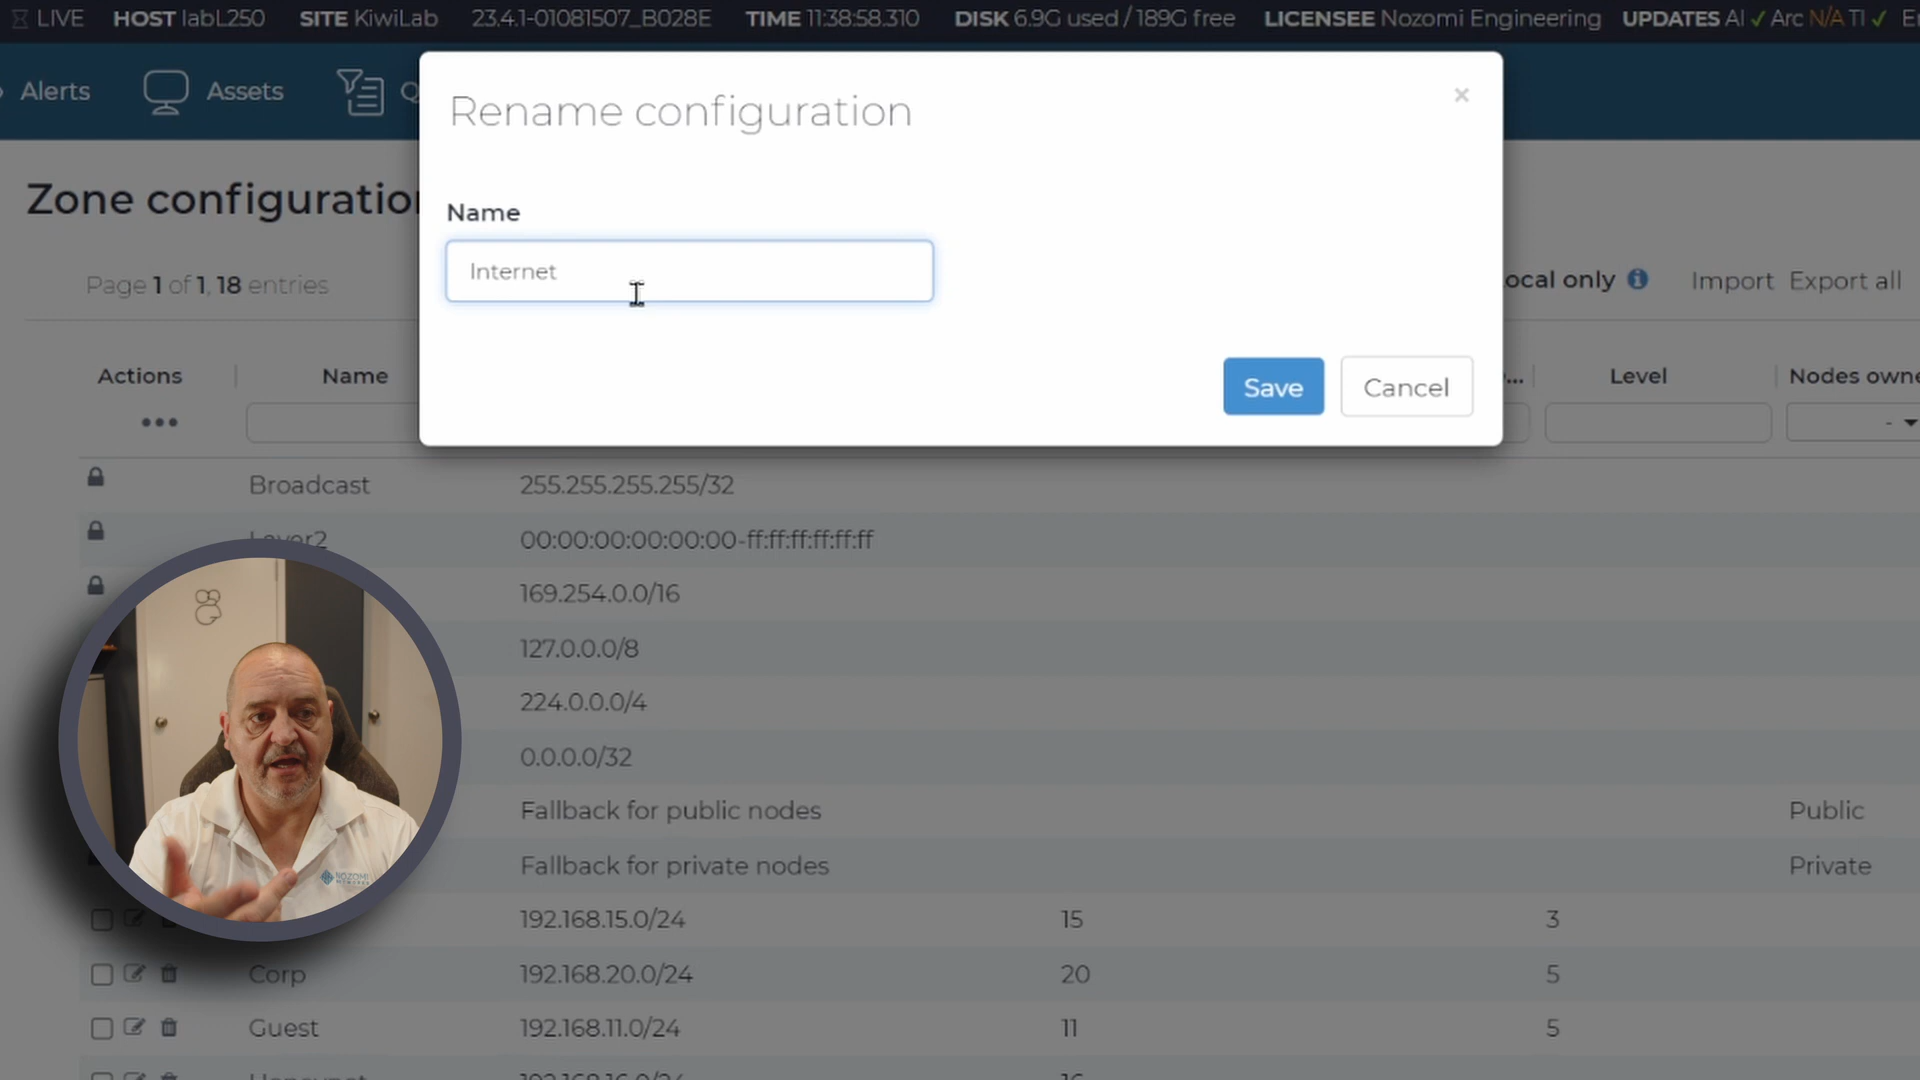 LIVE HOST labL250 SITE KiwiLab 23.4.1-01081507_B028E TIME 11:38:58.310 DISK 6.9G used / 189G free LICENSEE Nozomi Engineering UPDATES AI ✓ Arc N/A TI ✓
Alerts Assets
Rename configuration ×
Zone configuration
Name
Internet
Page 1 of 1, 18 entries
ocal only Import Export all
Save Cancel
Actions Name ... Level Nodes owne
••• -
Broadcast 255.255.255.255/32
Layer2 00:00:00:00:00:00-ff:ff:ff:ff:ff:ff
169.254.0.0/16
127.0.0.0/8
224.0.0.0/4
0.0.0.0/32
Fallback for public nodes Public
Fallback for private nodes Private
NOZOMI
NETWORKS
192.168.15.0/24 15 3
Corp 192.168.20.0/24 20 5
Guest 192.168.11.0/24 11 5